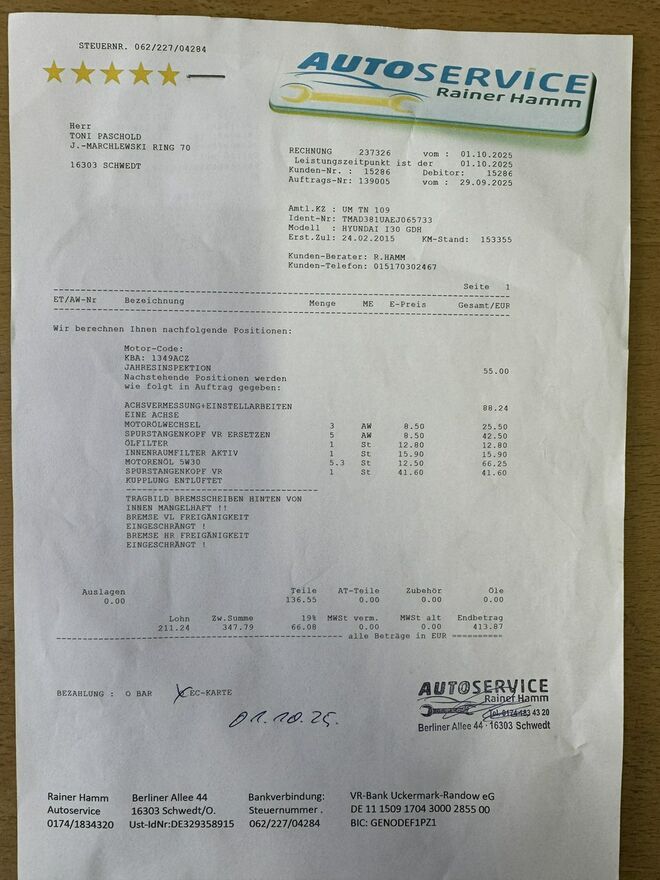 STEUERNR. 062/227/04284
AUTOSERVICE
Rainer Hamm
Herr
TONI PASCHOLD
J.-MARCHLEWSKI RING 70
16303 SCHWEDT
RECHNUNG 237326 vom : 01.10.2025
Leistungszeitpunkt ist der 01.10.2025
Kunden-Nr. : 15286 Debitor: 15286
Auftrags-Nr: 139005 vom : 29.09.2025
Amtl.KZ : UM TN 109
Ident-Nr: TMAD381UAEJ065733
Modell : HYUNDAI I30 GDH
Erst.Zul: 24.02.2015 KM-Stand: 153355
Kunden-Berater: R.HAMM
Kunden-Telefon: 015170302467
Seite 1
ET/AW-Nr Bezeichnung Menge ME E-Preis Gesamt/EUR
Wir berechnen Ihnen nachfolgende Positionen:
Motor-Code:
KBA: 1349ACZ
JAHRESINSPEKTION 55.00
Nachstehende Positionen werden
wie folgt in Auftrag gegeben:
ACHSVERMESSUNG+EINSTELLARBEITEN 88.24
EINE ACHSE
MOTORÖLWECHSEL 3 AW 8.50 25.50
SPURSTANGENKOPF VR ERSETZEN 5 AW 8.50 42.50
ÖLFILTER 1 St 12.80 12.80
INNENRAUMFILTER AKTIV 1 St 15.90 15.90
MOTORENÖL 5W30 5.3 St 12.50 66.25
SPURSTANGENKOPF VR 1 St 41.60 41.60
KUPPLUNG ENTLÜFTET
TRAGBILD BREMSSCHEIBEN HINTEN VON
INNEN MANGELHAFT !!
BREMSE VL FREIGÄNIGKEIT
EINGESCHRÄNGT !
BREMSE HR FREIGÄNIGKEIT
EINGESCHRÄNGT !
Auslagen Teile AT-Teile Zubehör Öle
0.00 136.55 0.00 0.00 0.00
Lohn Zw.Summe 19% MWSt verm. MWSt alt Endbetrag
211.24 347.79 66.08 0.00 0.00 413.87
alle Beträge in EUR
BEZAHLUNG : O BAR X EC-KARTE
01.10.25.
AUTOSERVICE
Rainer Hamm
Tel. 0174 183 43 20
Berliner Allee 44 · 16303 Schwedt
Rainer Hamm Berliner Allee 44 Bankverbindung: VR-Bank Uckermark-Randow eG
Autoservice 16303 Schwedt/O. Steuernummer . DE 11 1509 1704 3000 2855 00
0174/1834320 Ust-IdNr:DE329358915 062/227/04284 BIC: GENODEF1PZ1